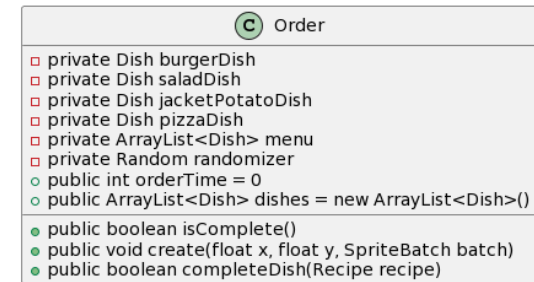 C Order
private Dish burgerDish
private Dish saladDish
private Dish jacketPotatoDish
private Dish pizzaDish
private ArrayList<Dish> menu
private Random randomizer
public int orderTime = 0
public ArrayList<Dish> dishes = new ArrayList<Dish>()
public boolean isComplete()
public void create(float x, float y, SpriteBatch batch)
public boolean completeDish(Recipe recipe)